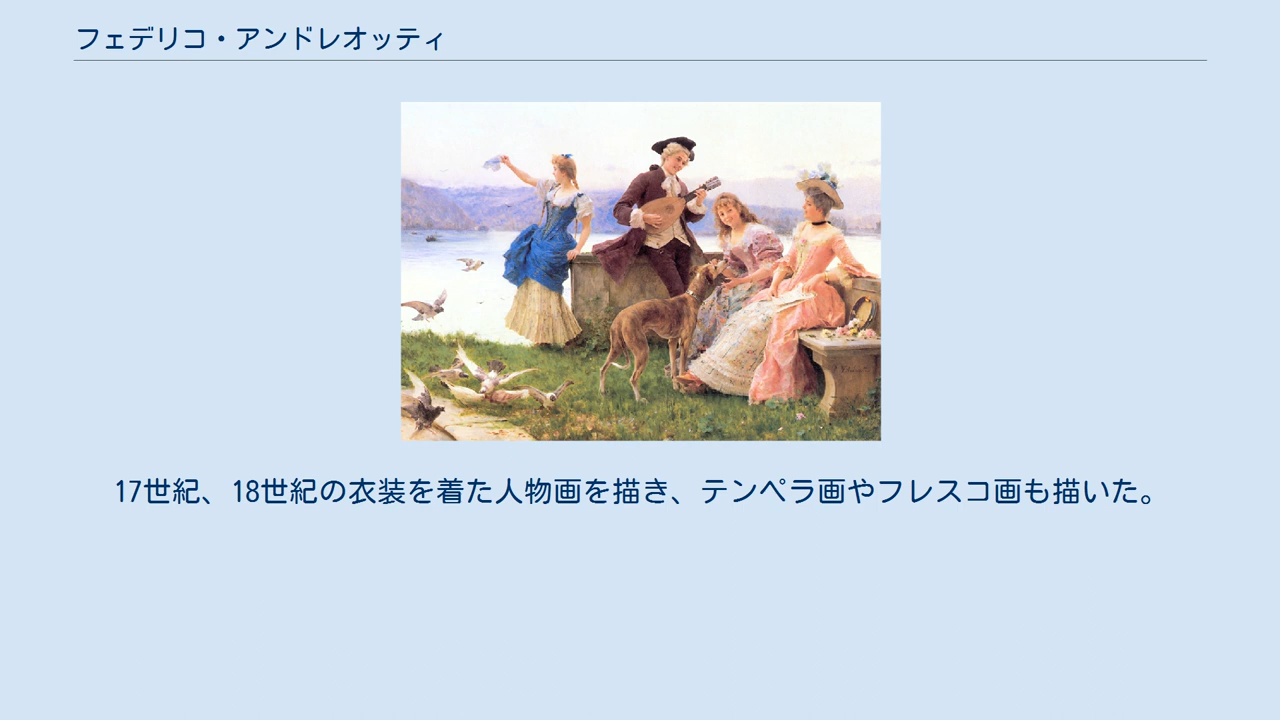 フェデリコ・アンドレオッティ
17世紀、18世紀の衣装を着た人物画を描き、テンペラ画やフレスコ画も描いた。